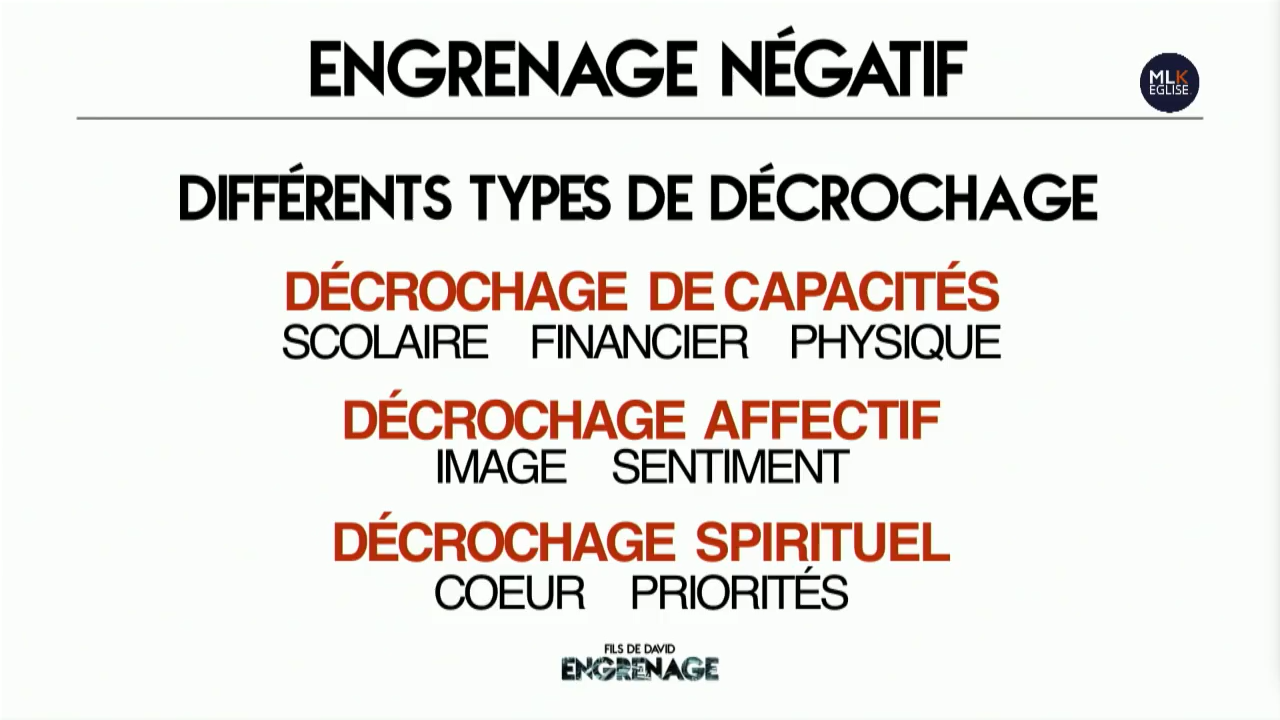 ENGRENAGE NÉGATIF
MLK
EGLISE
DIFFÉRENTS TYPES DE DÉCROCHAGE
DÉCROCHAGE DE CAPACITÉS
SCOLAIRE FINANCIER PHYSIQUE
DÉCROCHAGE AFFECTIF
IMAGE SENTIMENT
DÉCROCHAGE SPIRITUEL
COEUR PRIORITÉS
FILS DE DAVID
ENGRENAGE